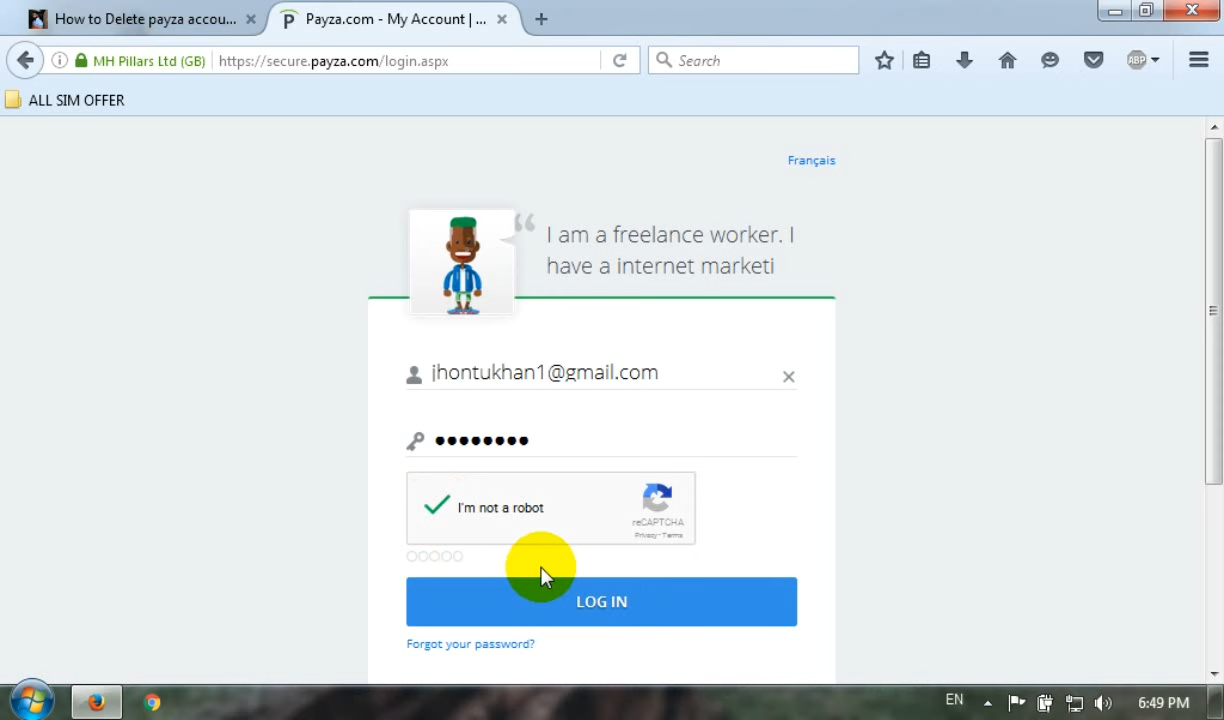 How to Delete payza accou...
Payza.com - My Account | ...
MH Pillars Ltd (GB)
https://secure.payza.com/login.aspx
Search
ABP
ALL SIM OFFER
Français
I am a freelance worker. I
have a internet marketi
jhontukhan1@gmail.com
I'm not a robot
reCAPTCHA
Privacy - Terms
LOG IN
Forgot your password?
EN
6:49 PM